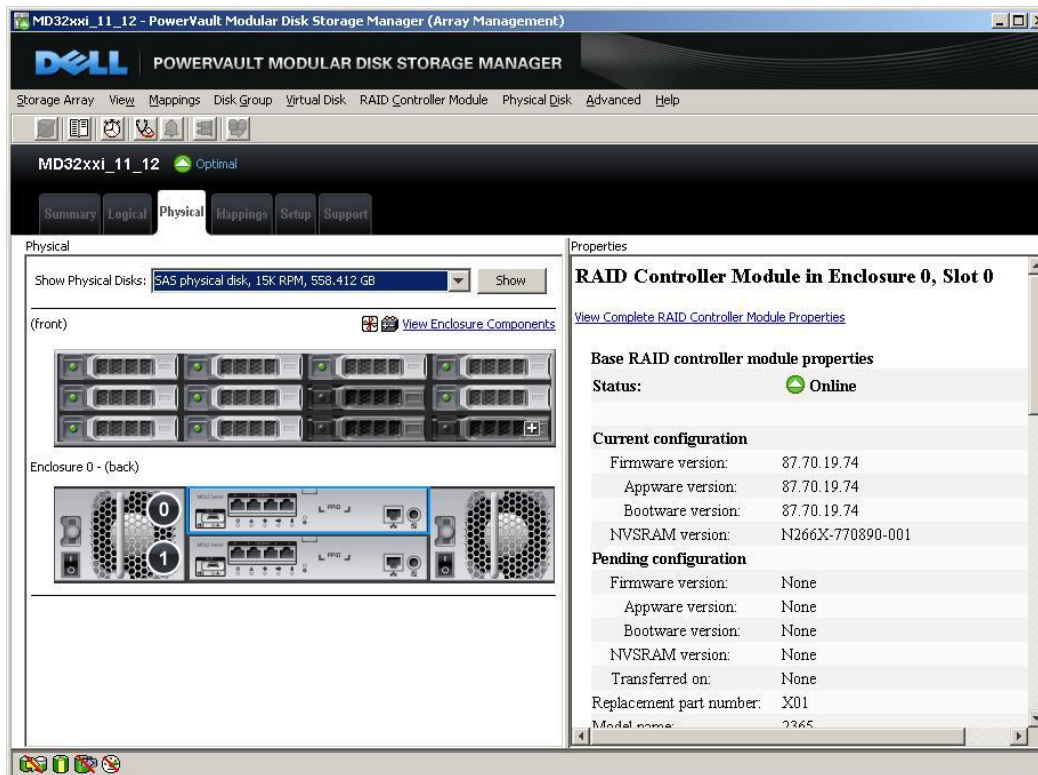 MD32xxi_11_12 - PowerVault Modular Disk Storage Manager (Array Management)
DELL POWERVAULT MODULAR DISK STORAGE MANAGER
Storage Array View Mappings Disk Group Virtual Disk RAID Controller Module Physical Disk Advanced Help
MD32xxi_11_12 Optimal
Summary Logical Physical Mappings Setup Support
Physical
Show Physical Disks: SAS physical disk, 15K RPM, 558.412 GB Show
(front) View Enclosure Components
Enclosure 0 - (back)
0
1
Properties
RAID Controller Module in Enclosure 0, Slot 0
View Complete RAID Controller Module Properties
Base RAID controller module properties
Status: Online
Current configuration
Firmware version: 87.70.19.74
Appware version: 87.70.19.74
Bootware version: 87.70.19.74
NVSRAM version: N266X-770890-001
Pending configuration
Firmware version: None
Appware version: None
Bootware version: None
NVSRAM version: None
Transferred on: None
Replacement part number: X01
Model name: 2365